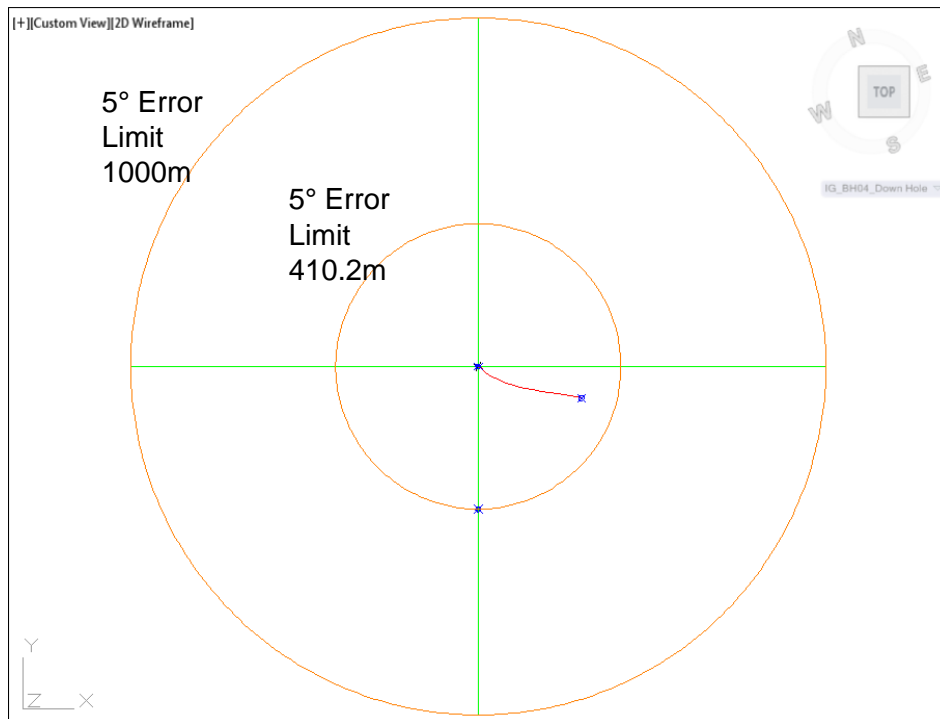 [+][Custom View][2D Wireframe]
N
E
TOP
W
S
IG_BH04_Down Hole
5° Error
Limit
1000m
5° Error
Limit
410.2m
Y
Z
X